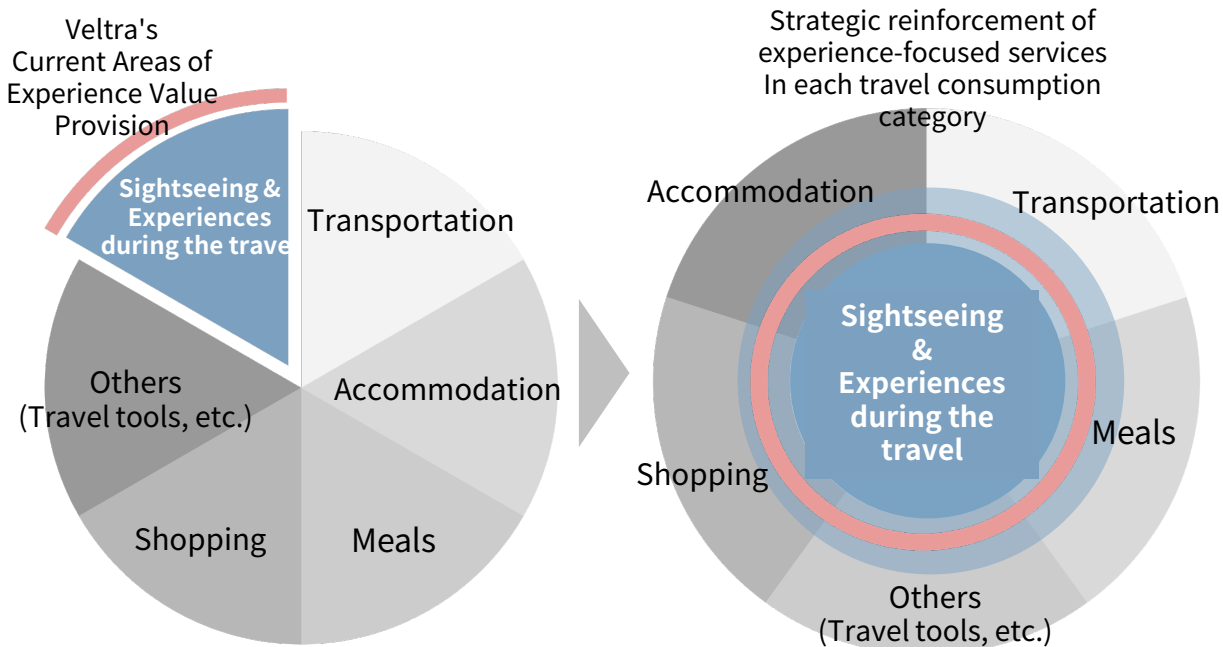 Veltra's
Current Areas of
Experience Value
Provision
Sightseeing &
Experiences
during the trave
Transportation
Accommodation
Meals
Shopping
Others
(Travel tools, etc.)
Strategic reinforcement of
experience-focused services
In each travel consumption
category
Accommodation
Transportation
Sightseeing
&
Experiences
during the
travel
Meals
Shopping
Others
(Travel tools, etc.)